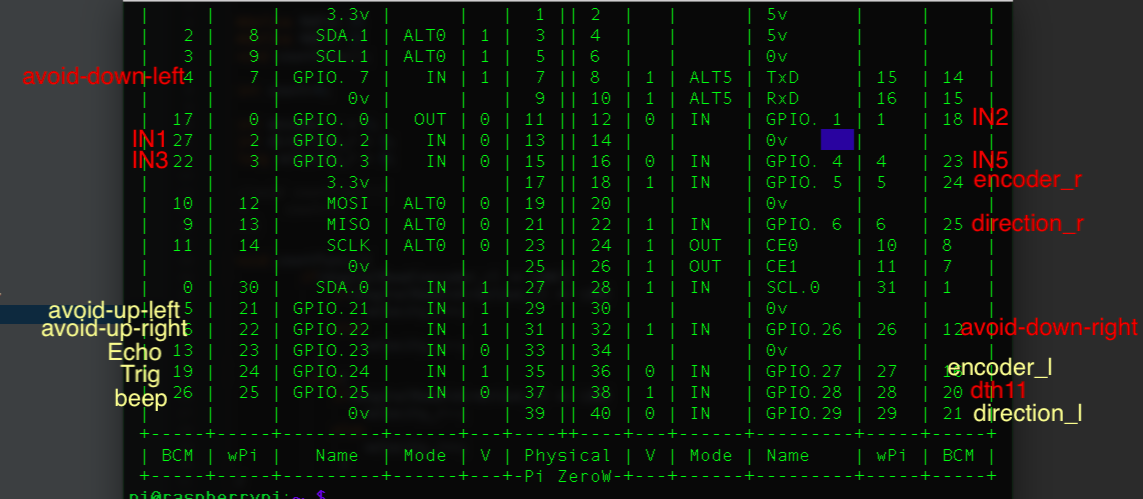 | | | 3.3v | | | 1 || 2 | | | 5v | | |
| 2 | 8 | SDA.1 | ALT0 | 1 | 3 || 4 | | | 5v | | |
| 3 | 9 | SCL.1 | ALT0 | 1 | 5 || 6 | | | 0v | | |
avoid-down-left 4 | 7 | GPIO. 7 | IN | 1 | 7 || 8 | 1 | ALT5 | TxD | 15 | 14 |
| | | 0v | | | 9 || 10 | 1 | ALT5 | RxD | 16 | 15 |
| 17 | 0 | GPIO. 0 | OUT | 0 | 11 || 12 | 0 | IN | GPIO. 1 | 1 | 18 | IN2
IN1 | 27 | 2 | GPIO. 2 | IN | 0 | 13 || 14 | | | 0v | | |
IN3 | 22 | 3 | GPIO. 3 | IN | 0 | 15 || 16 | 0 | IN | GPIO. 4 | 4 | 23 | IN5
| | | 3.3v | | | 17 || 18 | 1 | IN | GPIO. 5 | 5 | 24 | encoder_r
| 10 | 12 | MOSI | ALT0 | 0 | 19 || 20 | | | 0v | | |
| 9 | 13 | MISO | ALT0 | 0 | 21 || 22 | 1 | IN | GPIO. 6 | 6 | 25 | direction_r
| 11 | 14 | SCLK | ALT0 | 0 | 23 || 24 | 1 | OUT | CE0 | 10 | 8 |
| | | 0v | | | 25 || 26 | 1 | OUT | CE1 | 11 | 7 |
| 0 | 30 | SDA.0 | IN | 1 | 27 || 28 | 1 | IN | SCL.0 | 31 | 1 |
avoid-up-left 5 | 21 | GPIO.21 | IN | 1 | 29 || 30 | | | 0v | | |
avoid-up-right 6 | 22 | GPIO.22 | IN | 1 | 31 || 32 | 1 | IN | GPIO.26 | 26 | 12 | avoid-down-right
Echo | 13 | 23 | GPIO.23 | IN | 0 | 33 || 34 | | | 0v | | |
Trig | 19 | 24 | GPIO.24 | IN | 1 | 35 || 36 | 0 | IN | GPIO.27 | 27 | 16 | encoder_l
beep | 26 | 25 | GPIO.25 | IN | 0 | 37 || 38 | 1 | IN | GPIO.28 | 28 | 20 | dth11
| | | 0v | | | 39 || 40 | 0 | IN | GPIO.29 | 29 | 21 | direction_l
+-----+-----+---------+------+---+----++----+---+------+---------+-----+-----+
| BCM | wPi | Name | Mode | V | Physical | V | Mode | Name | wPi | BCM |
+-----+-----+---------+------+---+-Pi ZeroW-+---+------+---------+-----+-----+
pi@raspberrypi:~ $